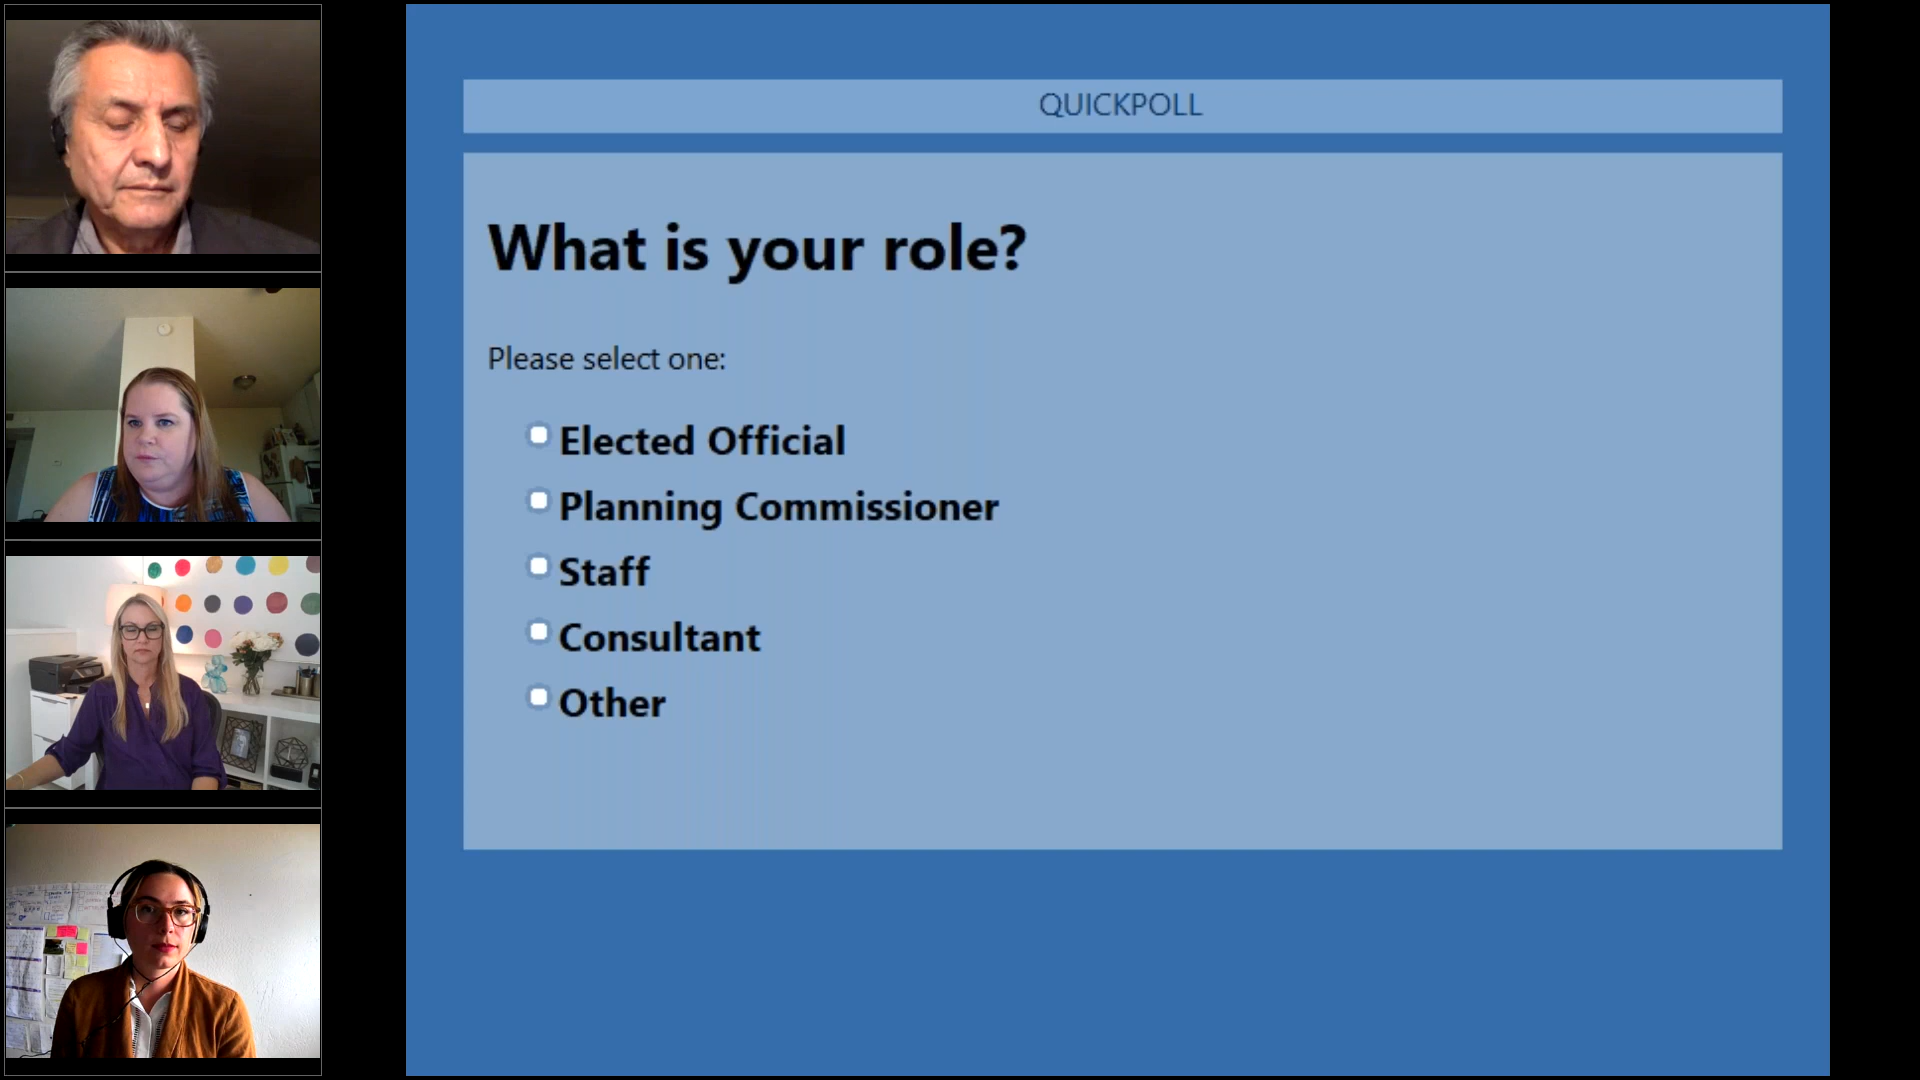 QUICKPOLL
What is your role?
Please select one:
Elected Official
Planning Commissioner
Staff
Consultant
Other